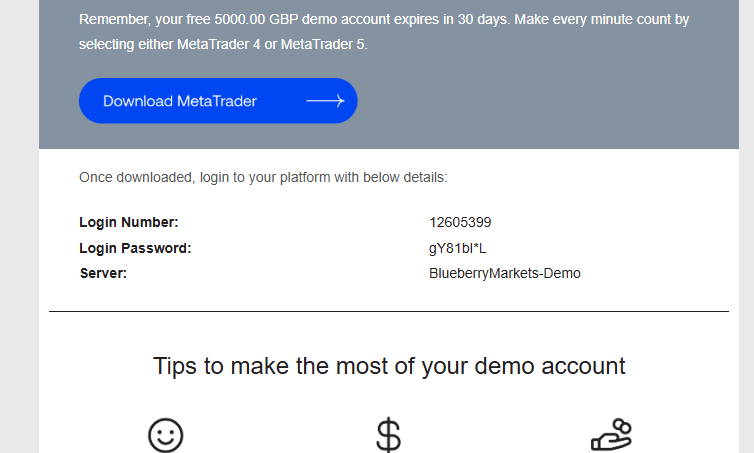 Remember, your free 5000.00 GBP demo account expires in 30 days. Make every minute count by
selecting either MetaTrader 4 or MetaTrader 5.
Download MetaTrader
Once downloaded, login to your platform with below details:
Login Number: 12605399
Login Password: gY81bl*L
Server: BlueberryMarkets-Demo
Tips to make the most of your demo account